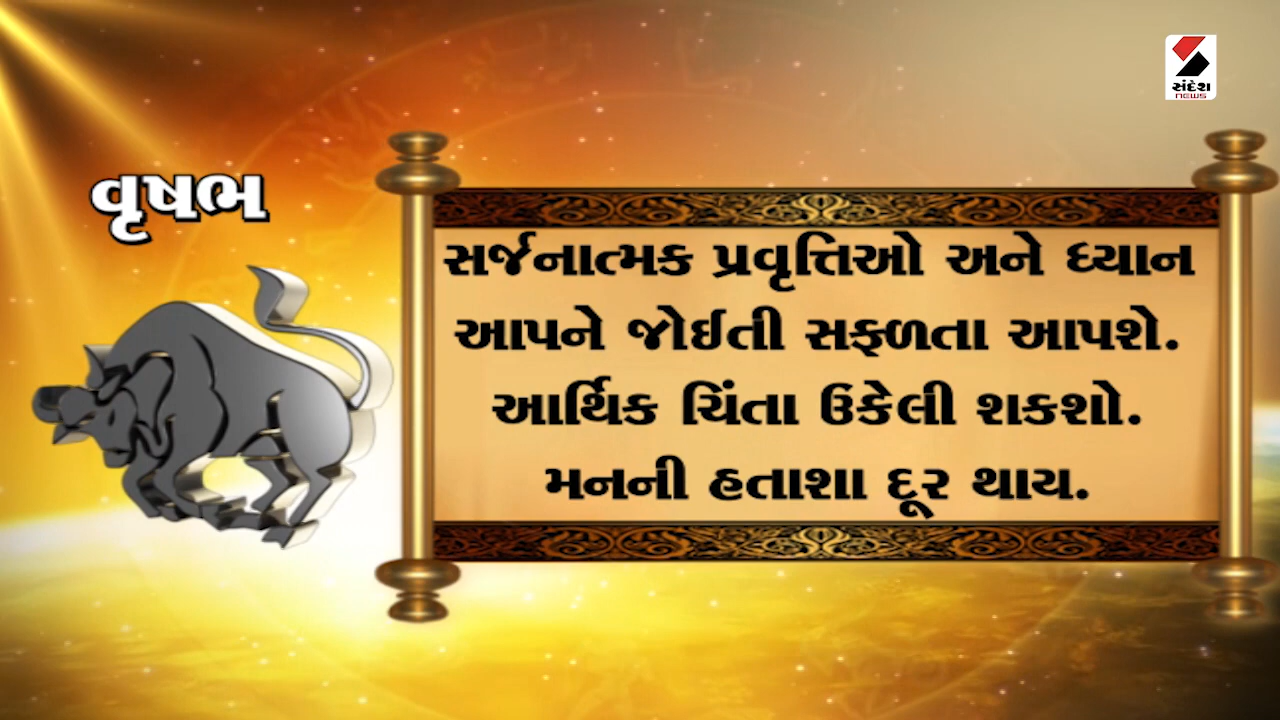 સંદેશ
NEWS
વૃષભ
સર્જનાત્મક પ્રવૃત્તિઓ અને ધ્યાન
આપને જોઈતી સફળતા આપશે.
આર્થિક ચિંતા ઉકેલી શકશો.
મનની હતાશા દૂર થાય.